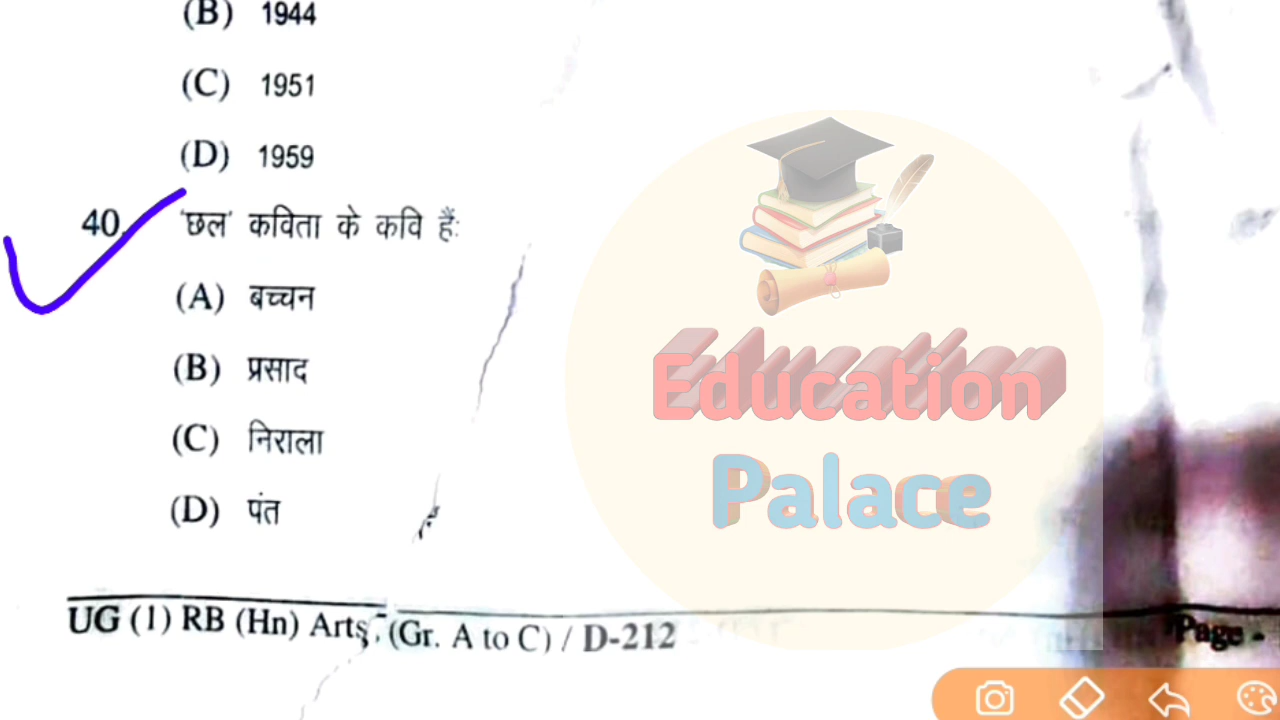 (B) 1944
(C) 1951
(D) 1959
40. 'छल' कविता के कवि हैं:
(A) बच्चन
(B) प्रसाद
(C) निराला
(D) पंत
Education
Palace
UG (1) RB (Hn) Arts, (Gr. A to C) / D-212
Page -